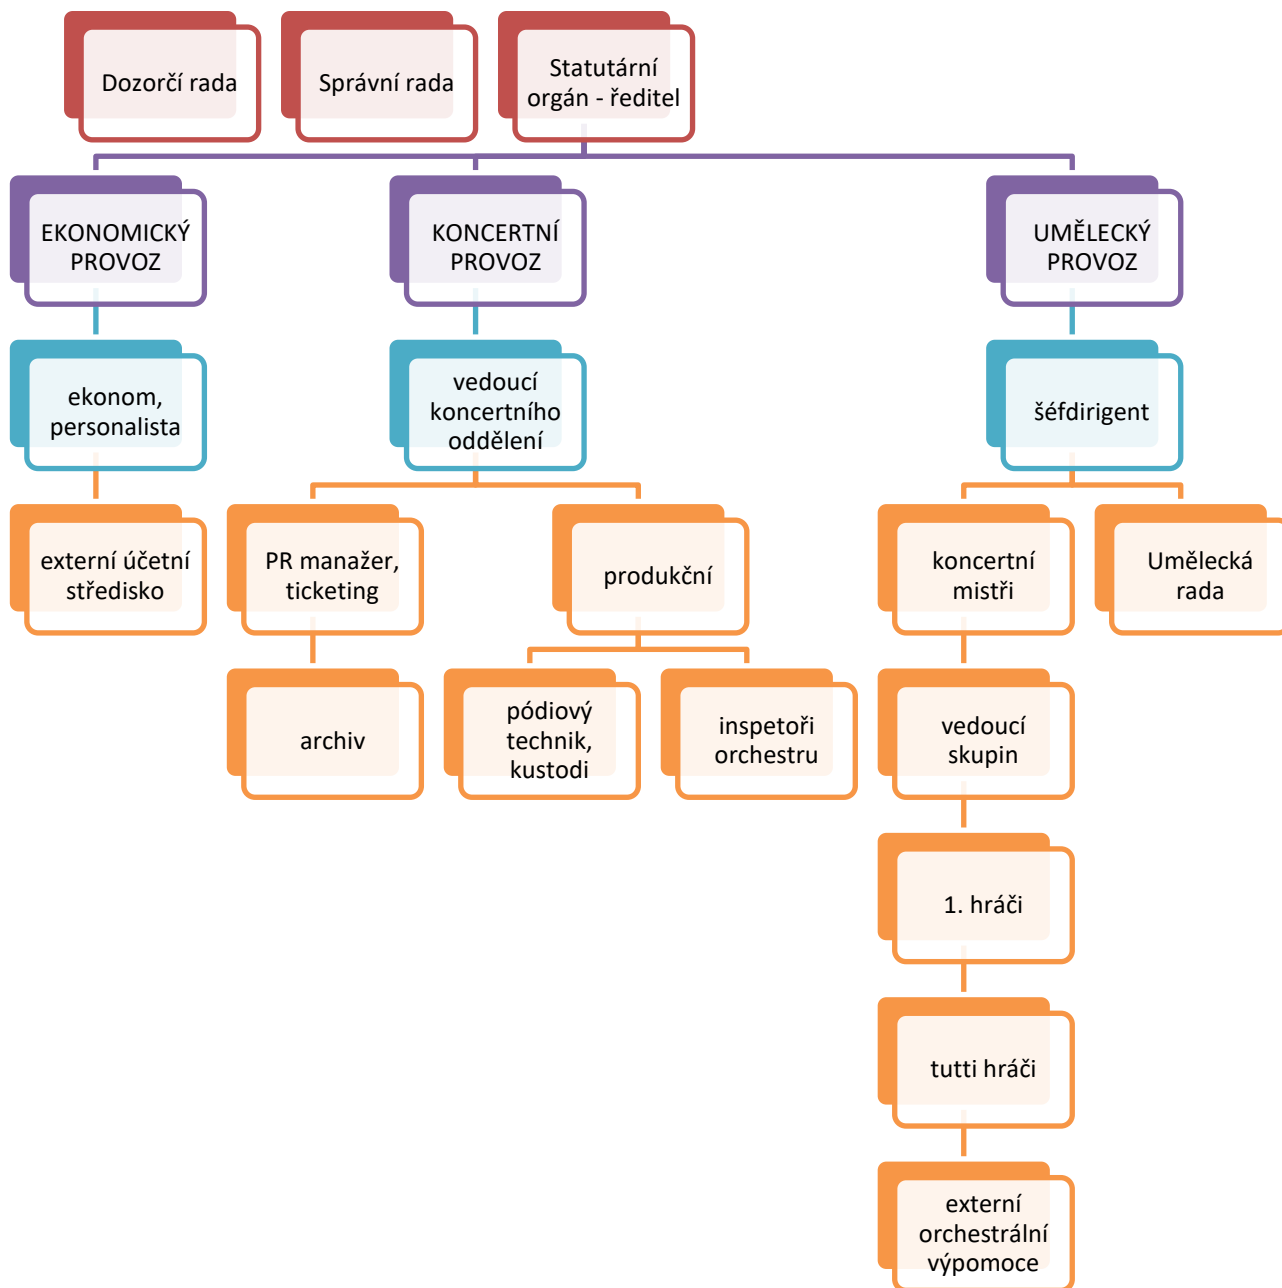 Dozorčí rada
Správní rada
Statutární
orgán - ředitel
EKONOMICKÝ
PROVOZ
KONCERTNÍ
PROVOZ
UMĚLECKÝ
PROVOZ
ekonom,
personalista
vedoucí
koncertního
oddělení
šéfdirigent
externí účetní
středisko
PR manažer,
ticketing
produkční
koncertní
mistři
Umělecká
rada
archiv
pódiový
technik,
kustodi
inspetoři
orchestru
vedoucí
skupin
1. hráči
tutti hráči
externí
orchestrální
výpomoce